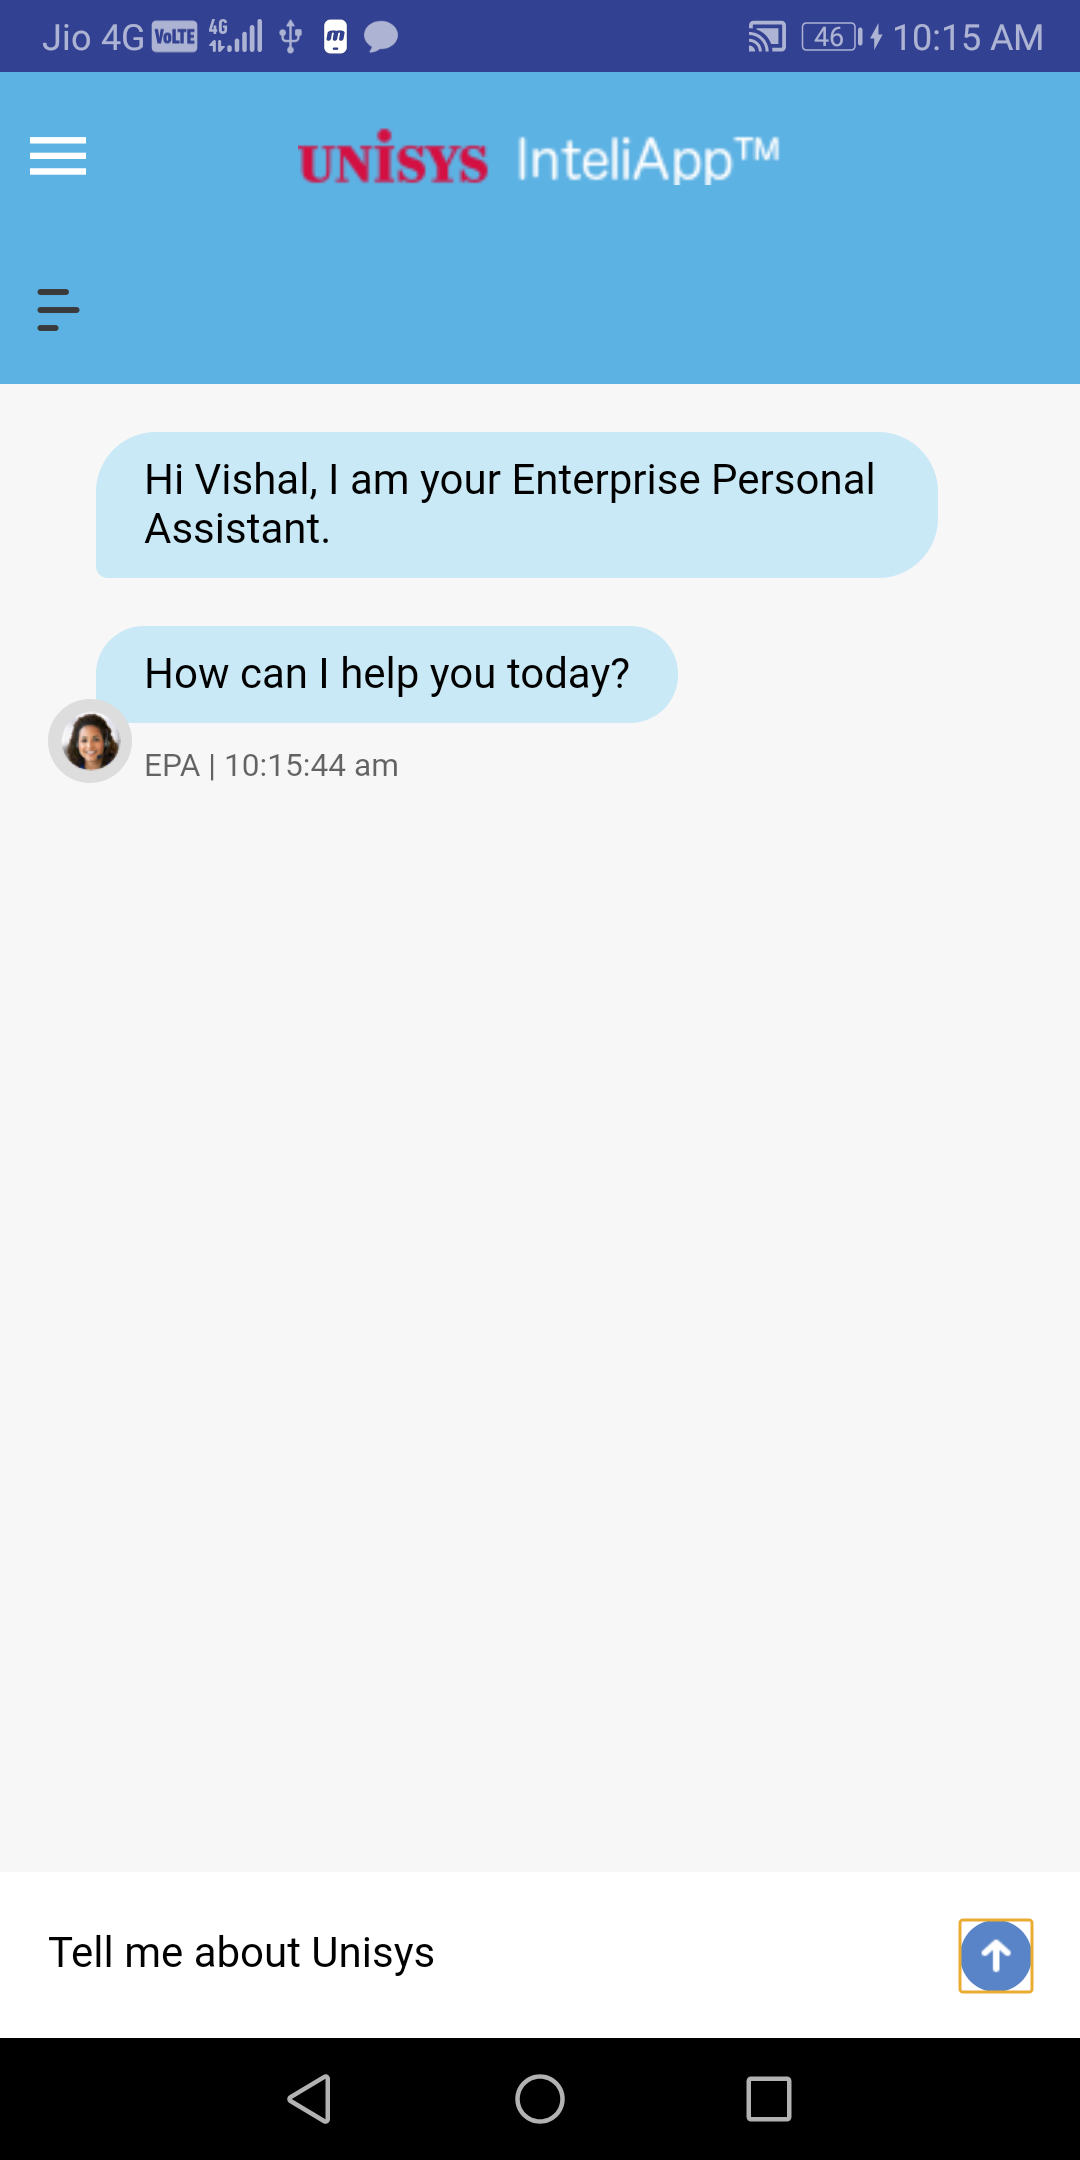 Jio 4G VoLTE 4G 46 10:15 AM
UNiSYS InteliApp™
Hi Vishal, I am your Enterprise Personal
Assistant.
How can I help you today?
EPA | 10:15:44 am
Tell me about Unisys